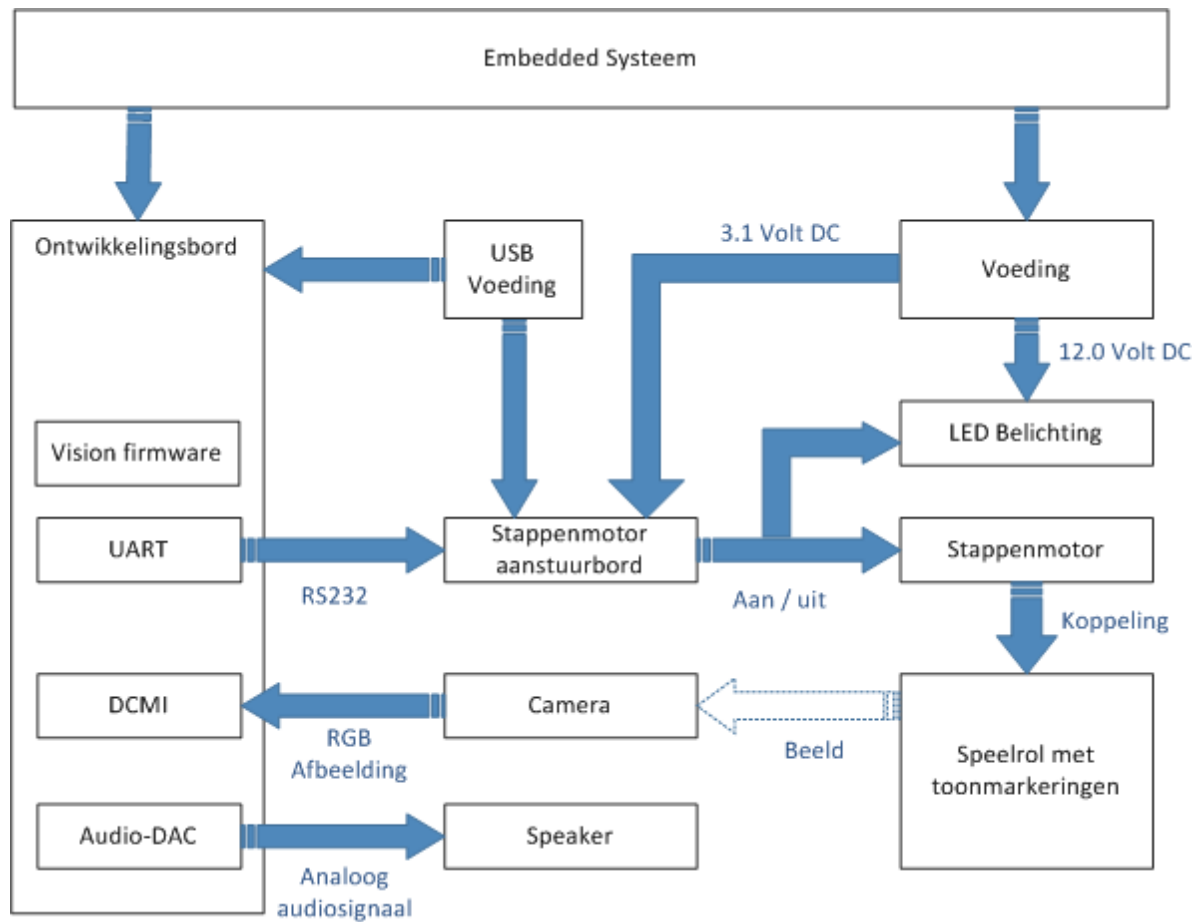 Embedded Systeem
Ontwikkelingsbord
USB
Voeding
3.1 Volt DC
Voeding
12.0 Volt DC
LED Belichting
Vision firmware
UART
RS232
Stappenmotor
aanstuurbord
Aan / uit
Stappenmotor
Koppeling
DCMI
RGB
Afbeelding
Camera
Beeld
Speelrol met
toonmarkeringen
Audio-DAC
Analoog
audiosignaal
Speaker